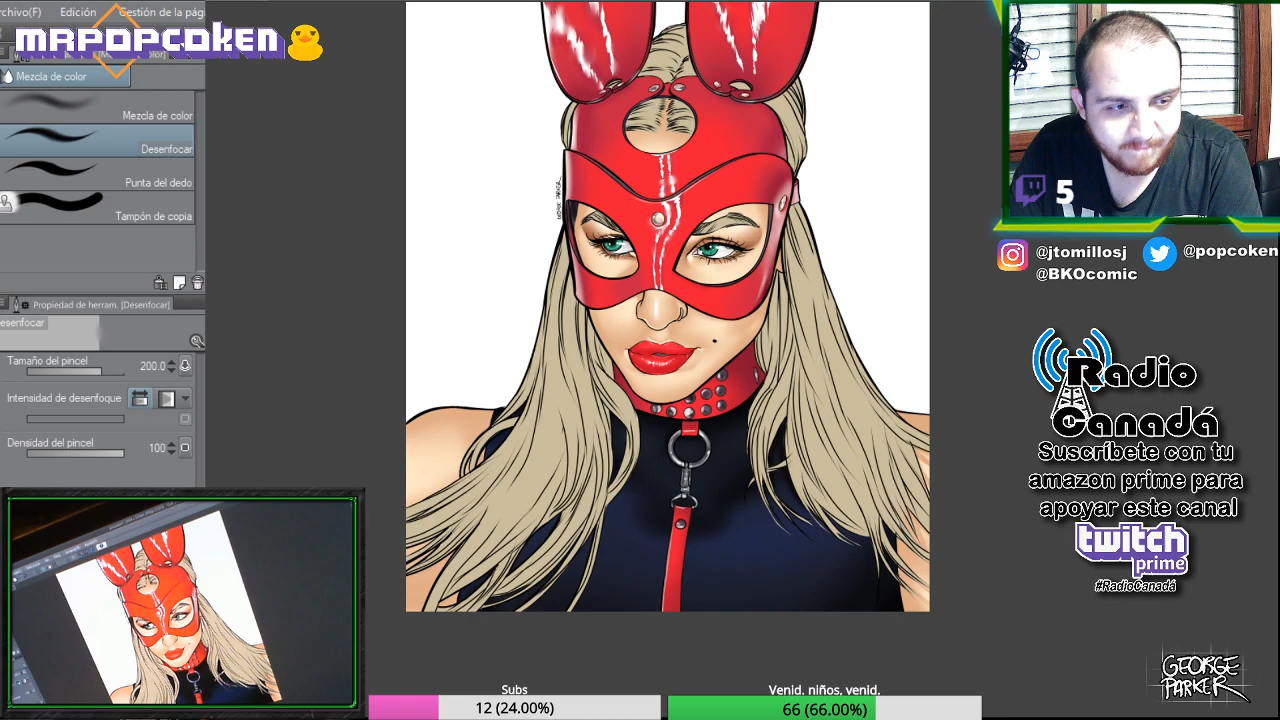 rchivo(F) Edición Gestión de la pág
MRPOPCOKEN
Mezcla de color
Mezcla de color
Desenfocar
Punta del dedo
Tampón de copia
Propiedad de herram. [Desenfocar]
esenfocar
Tamaño del pincel 200.0
Intensidad de desenfoque
Densidad del pincel 100
5
@jtomillosj
@popcoken
@BKOcomic
Radio
Canadá
Suscríbete con tu
amazon prime para
apoyar este canal
twitch
prime
#RadioCanadá
GEORGE
PARKER
Subs
12 (24.00%)
Venid, niños, venid.
66 (66.00%)